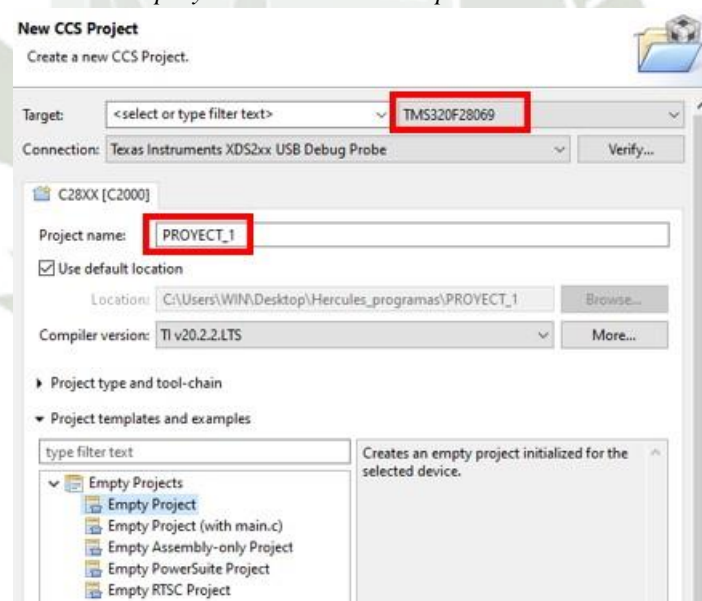 New CCS Project
Create a new CCS Project.
Target: <select or type filter text> TMS320F28069
Connection: Texas Instruments XDS2xx USB Debug Probe Verify...
C28XX [C2000]
Project name: PROYECT_1
Use default location
Location: C:\Users\WIN\Desktop\Hercules_programas\PROYECT_1 Browse...
Compiler version: TI v20.2.2.LTS More...
Project type and tool-chain
Project templates and examples
type filter text
Creates an empty project initialized for the
selected device.
Empty Projects
Empty Project
Empty Project (with main.c)
Empty Assembly-only Project
Empty PowerSuite Project
Empty RTSC Project